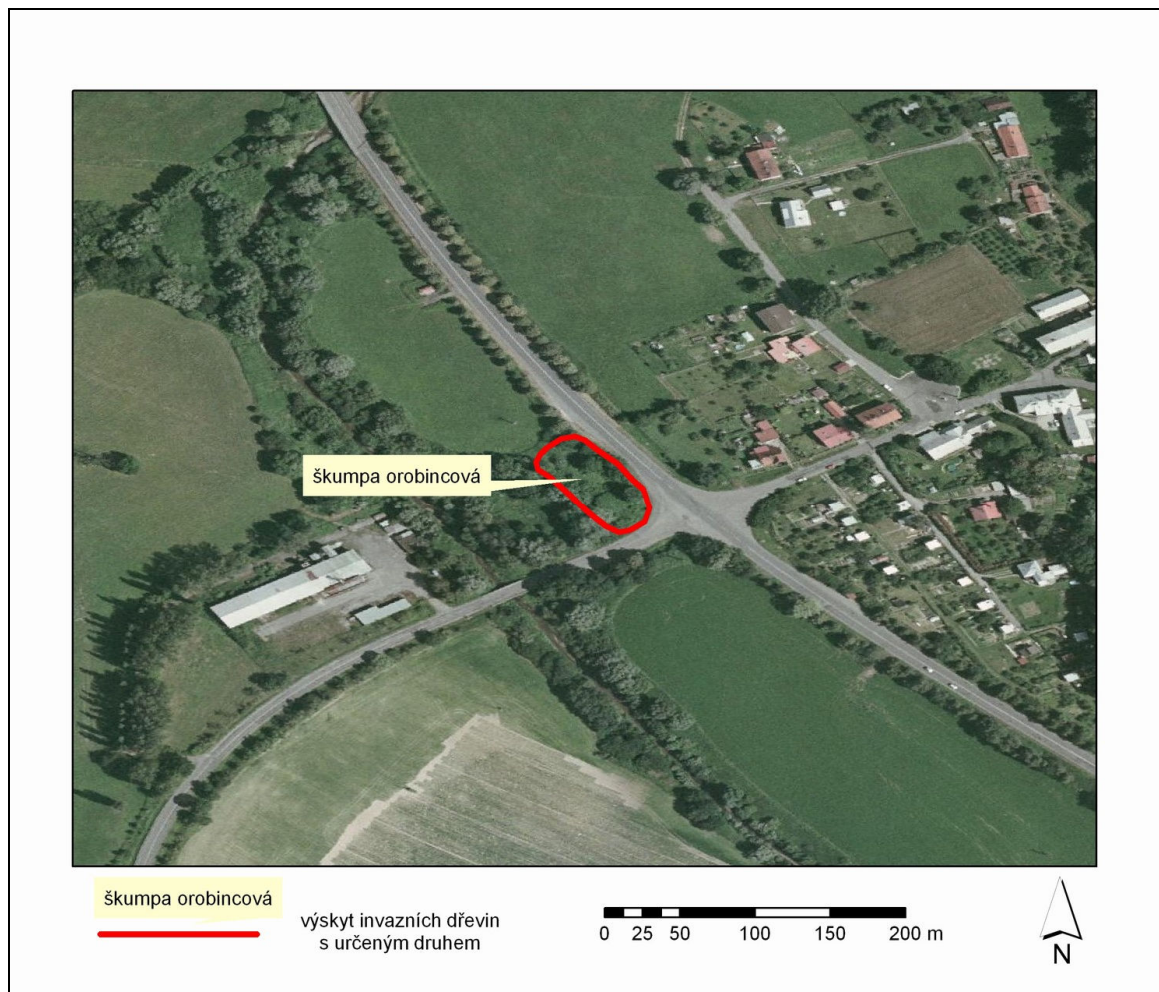 škumpa orobincová
škumpa orobincová
výskyt invazních dřevin
s určeným druhem
0 25 50 100 150 200 m
N